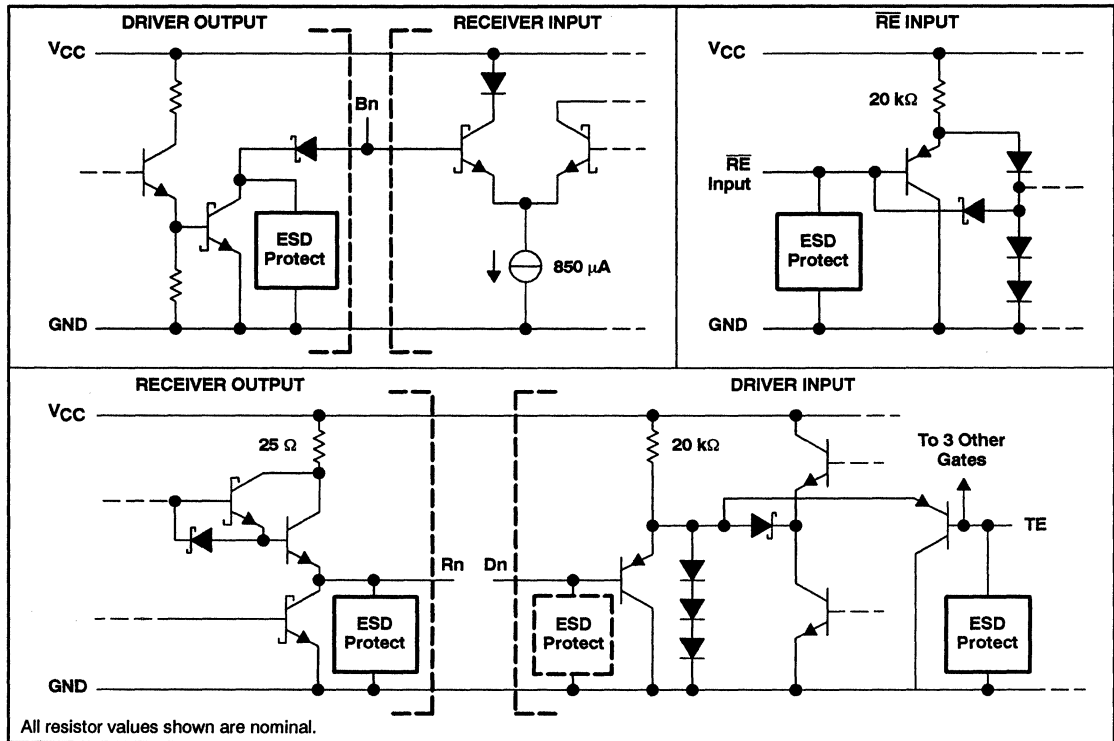 DRIVER OUTPUT
RECEIVER INPUT
RE INPUT
VCC
VCC
20 kΩ
Bn
RE
Input
ESD
Protect
ESD
Protect
850 μA
GND
GND
RECEIVER OUTPUT
DRIVER INPUT
VCC
25 Ω
20 kΩ
To 3 Other
Gates
TE
Rn
Dn
ESD
Protect
ESD
Protect
ESD
Protect
GND
All resistor values shown are nominal.